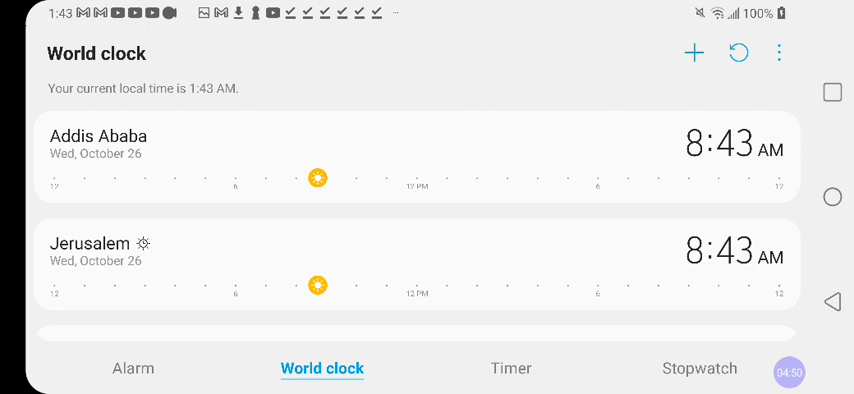 1:43 100%
World clock
Your current local time is 1:43 AM.
Addis Ababa 8:43 AM
Wed, October 26
12 6 12 PM 6 12
Jerusalem 8:43 AM
Wed, October 26
12 6 12 PM 6 12
Alarm World clock Timer Stopwatch 04:50